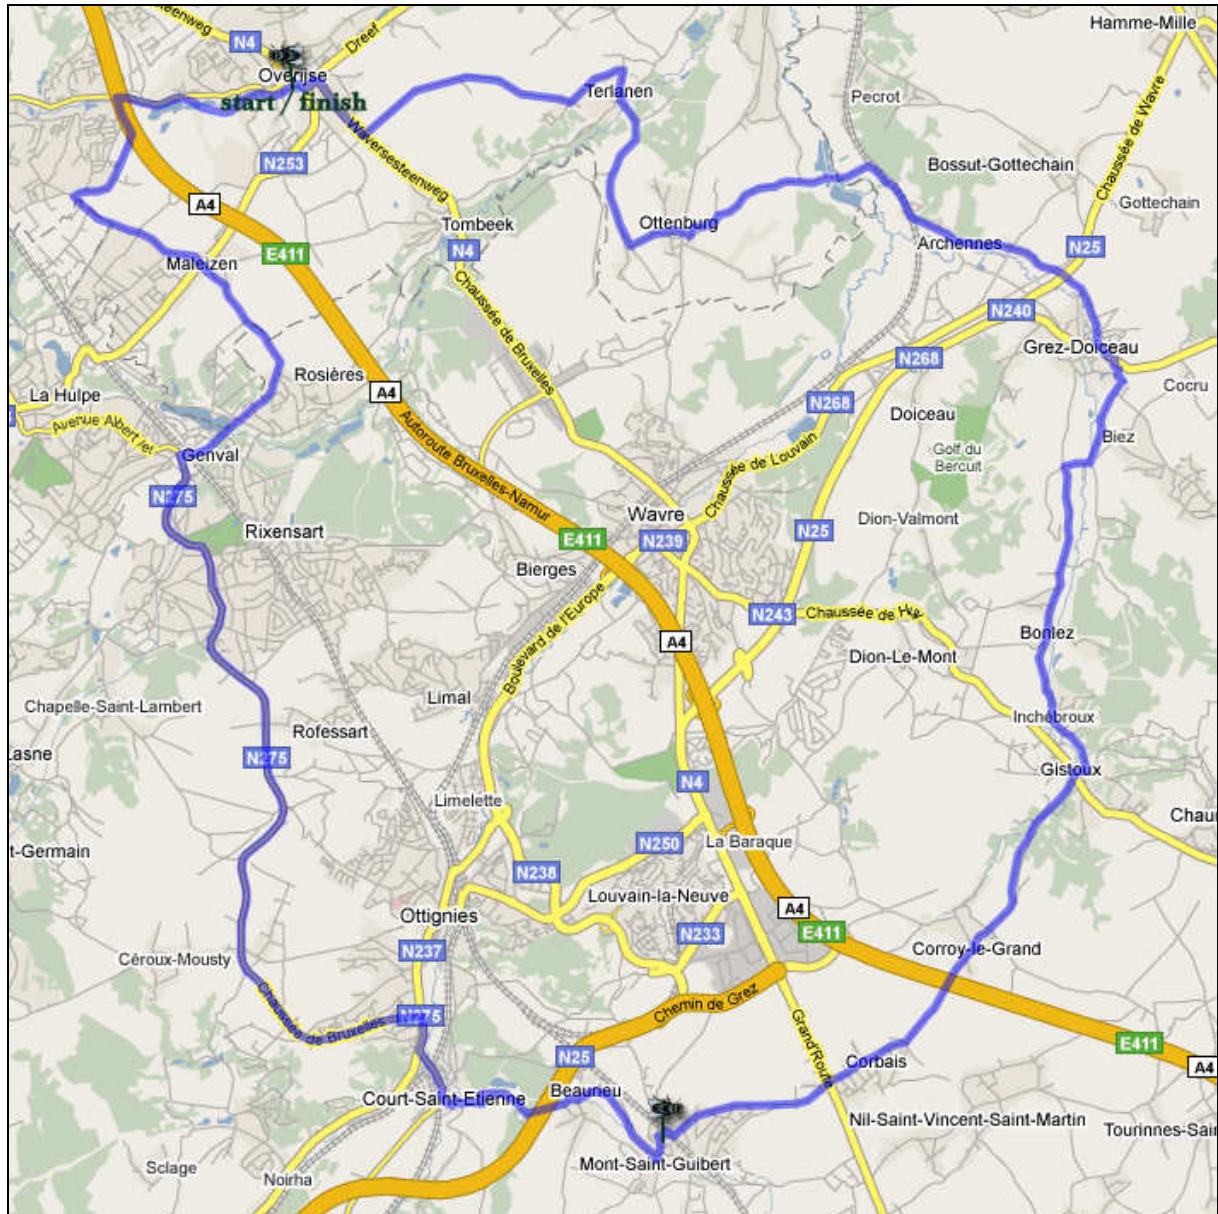 Hamme-Mille
N4
Dreef
Overijse
start / finish
Terlanen
Pecrot
Chaussée de Wavre
Waversesteenweg
N253
Bossut-Gottechain
Gottechain
A4
Tombeek
Ottenburg
N4
Archennes
N25
E411
Maleizen
Chaussée de Bruxelles
N240
Grez-Doiceau
N268
Rosières
A4
La Hulpe
Cocru
N268
Doiceau
Avenue Albert 1er
Autoroute Bruxelles-Namur
Genval
Chaussée de Louvain
Golf du
Bercuit
Biez
N275
Wavre
Dion-Valmont
Rixensart
E411
N239
N25
Bierges
Boulevard de l'Europe
N243
Chaussée de
A4
Bonlez
Dion-Le-Mont
Limal
Chapelle-Saint-Lambert
Inchebroux
Rofessart
Lasne
N275
Gistoux
N4
Limelette
Chau
t-Germain
N250
La Baraque
N238
Louvain-la-Neuve
A4
Ottignies
N233
E411
N237
Corroy-le-Grand
Céroux-Mousty
Chaussée de Bruxelles
N275
Chemin de Grez
Grand'Route
E411
N25
Corbais
A4
Beauneu
Court-Saint-Etienne
Nil-Saint-Vincent-Saint-Martin
Tourinnes-Sai
Mont-Saint-Guibert
Sclage
Noirha